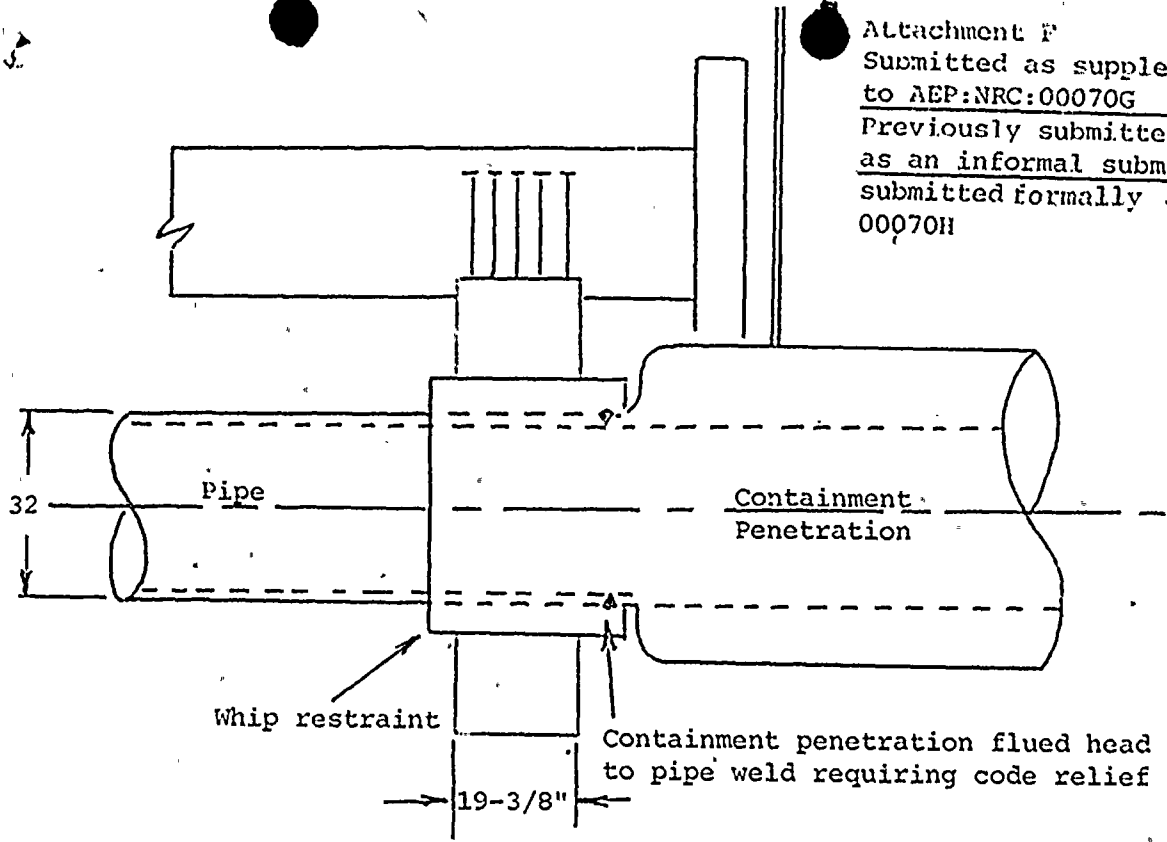 Attachment F
Submitted as supple
to AEP:NRC:00070G
Previously submitte
as an informal subm
submitted formally
00070H
32
Pipe
Containment
Penetration
Whip restraint
Containment penetration flued head
to pipe weld requiring code relief
19-3/8"